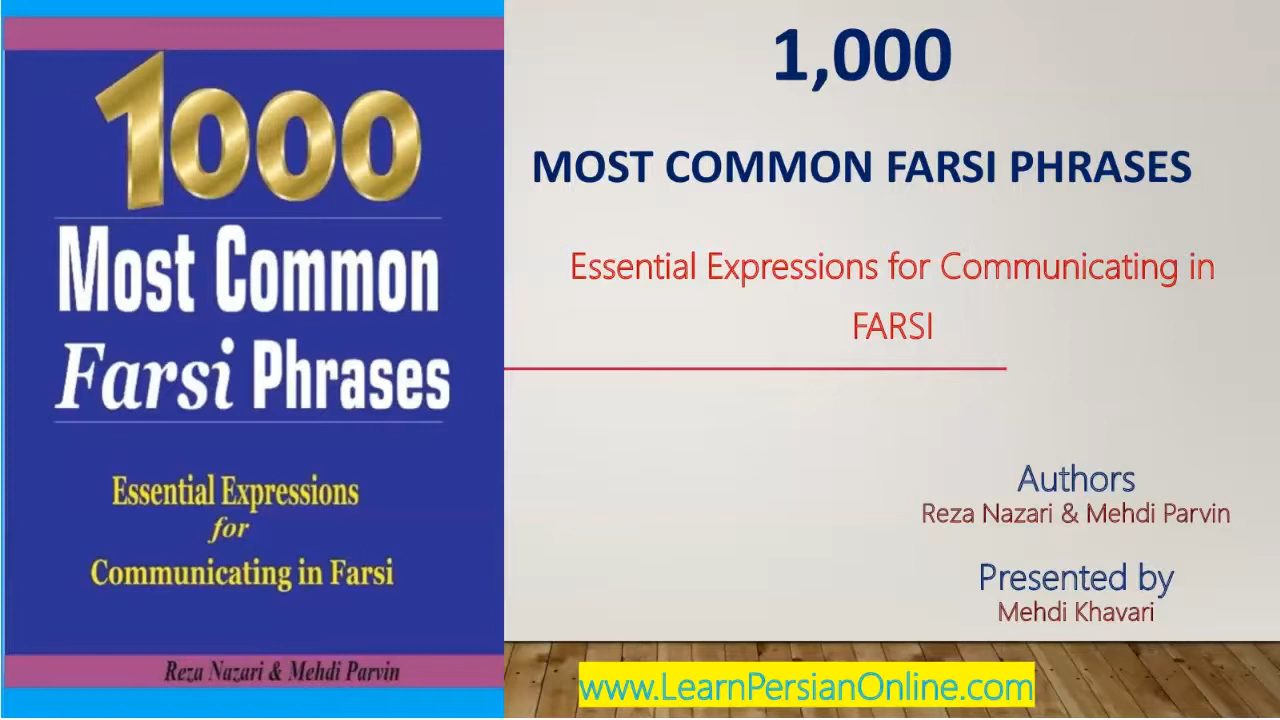 1000
Most Common
Farsi Phrases
Essential Expressions
for
Communicating in Farsi
Reza Nazari & Mehdi Parvin
1,000
MOST COMMON FARSI PHRASES
Essential Expressions for Communicating in
FARSI
Authors
Reza Nazari & Mehdi Parvin
Presented by
Mehdi Khavari
www.LearnPersianOnline.com